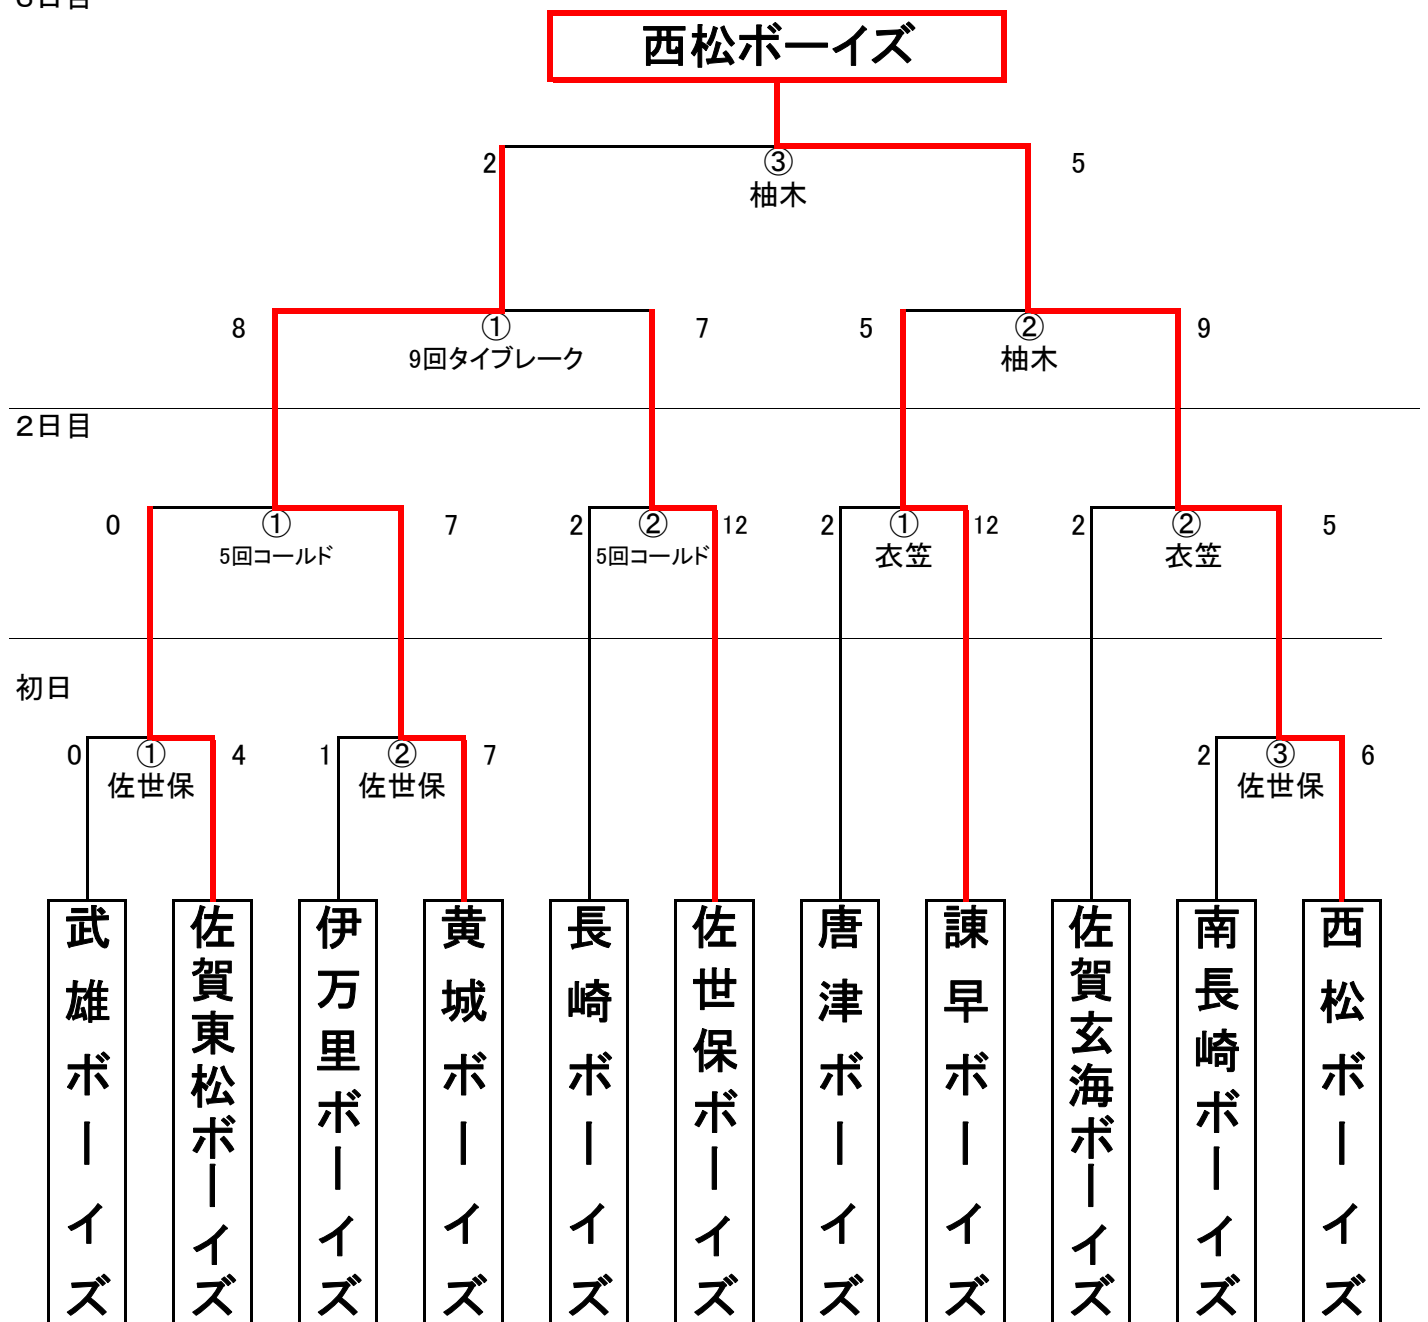 3日目
西松ボーイズ
2 ③ 5
柚木
8 ① 7 5 ② 9
9回タイブレーク 柚木
2日目
0 ① 7 2 ② 12 2 ① 12 2 ② 5
5回コールド 5回コールド 衣笠 衣笠
初日
0 ① 4 1 ② 7 2 ③ 6
佐世保 佐世保 佐世保
武雄ボーイズ
佐賀東松ボーイズ
伊万里ボーイズ
黄城ボーイズ
長崎ボーイズ
佐世保ボーイズ
唐津ボーイズ
諫早ボーイズ
佐賀玄海ボーイズ
南長崎ボーイズ
西松ボーイズ